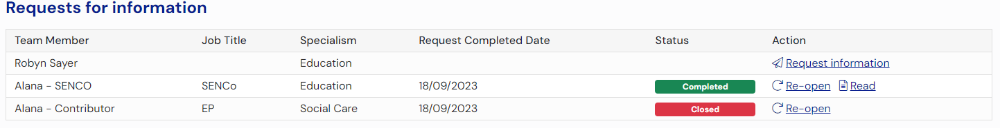 Requests for information
Team Member Job Title Specialism Request Completed Date Status Action
Robyn Sayer Education Request information
Alana - SENCO SENCo Education 18/09/2023 Completed Re-open Read
Alana - Contributor EP Social Care 18/09/2023 Closed Re-open